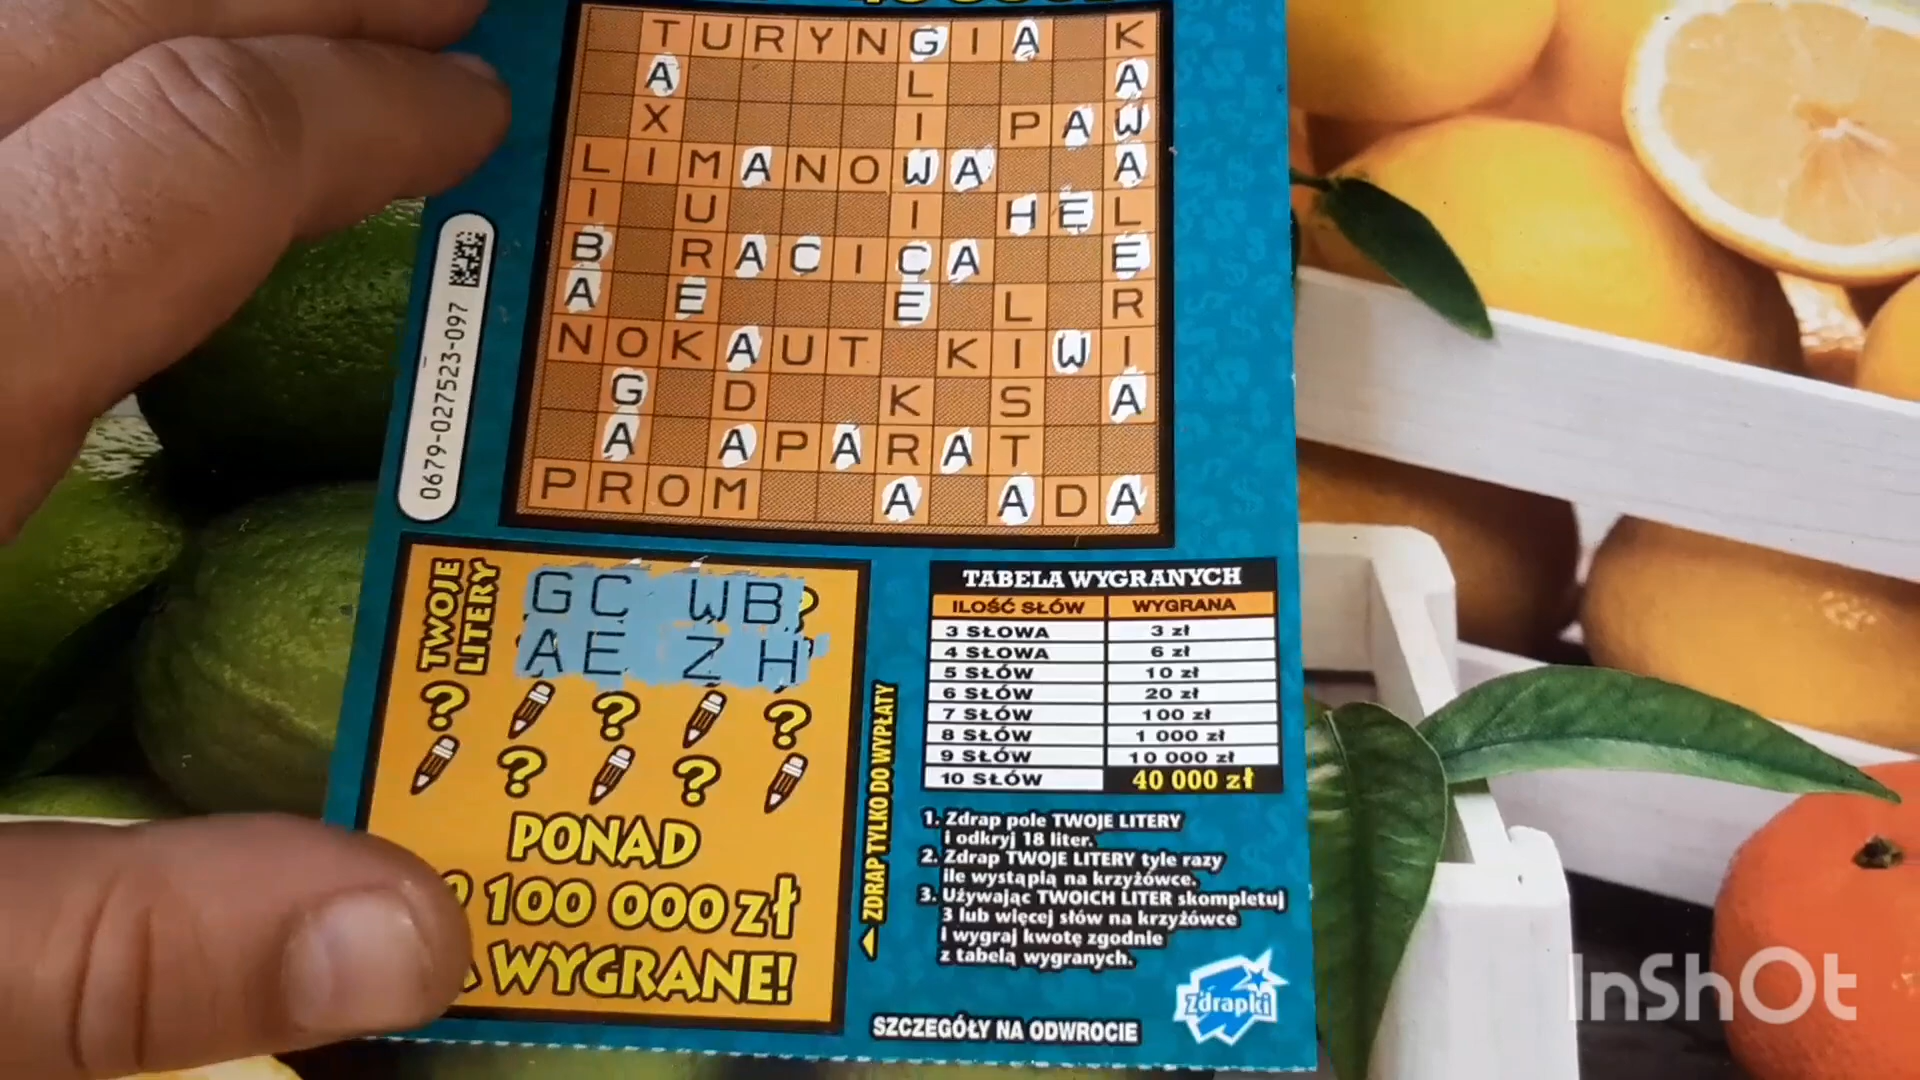 TURYNGIA K
A L A
X I PAW
LIMANOWA A
I U I HEL
B RACICA E
A E E L R
NOKAUT KIWI
G D K S A
A APARAT
PROM A ADA
0679-027523-097
TWOJE
LITERY
GC WB
AE ZH
PONAD
100 000 zł
WYGRANE!
ZDRAP TYLKO DO WYPŁATY
TABELA WYGRANYCH
ILOŚĆ SŁÓW WYGRANA
3 SŁOWA 3 zł
4 SŁOWA 6 zł
5 SŁÓW 10 zł
6 SŁÓW 20 zł
7 SŁÓW 100 zł
8 SŁÓW 1 000 zł
9 SŁÓW 10 000 zł
10 SŁÓW 40 000 zł
1. Zdrap pole TWOJE LITERY
i odkryj 18 liter.
2. Zdrap TWOJE LITERY tyle razy
ile wystąpią na krzyżówce.
3. Używając TWOICH LITER skompletuj
3 lub więcej słów na krzyżówce
i wygraj kwotę zgodnie
z tabelą wygranych.
Zdrapki
SZCZEGÓŁY NA ODWROCIE
InShOt